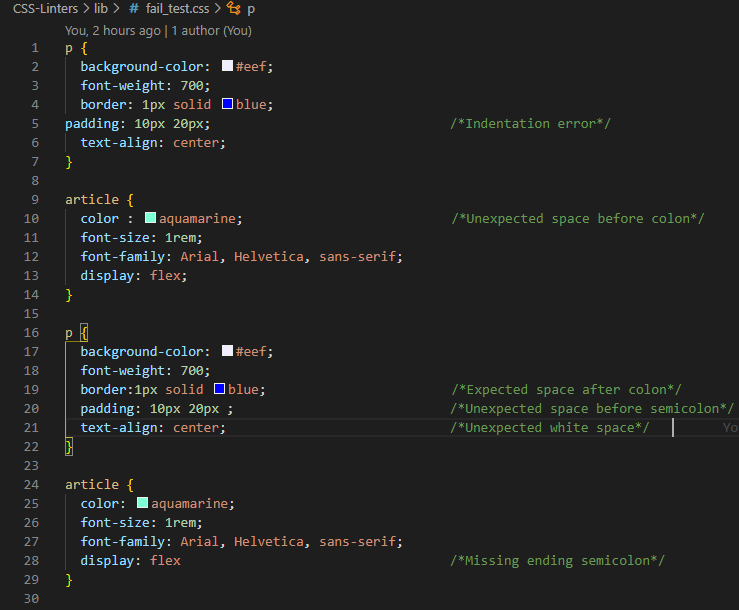 CSS-Linters > lib > # fail_test.css > p
You, 2 hours ago | 1 author (You)
1 p {
2 background-color: #eef;
3 font-weight: 700;
4 border: 1px solid blue;
5 padding: 10px 20px; /*Indentation error*/
6 text-align: center;
7 }
8
9 article {
10 color : aquamarine; /*Unexpected space before colon*/
11 font-size: 1rem;
12 font-family: Arial, Helvetica, sans-serif;
13 display: flex;
14 }
15
16 p {
17 background-color: #eef;
18 font-weight: 700;
19 border:1px solid blue; /*Expected space after colon*/
20 padding: 10px 20px ; /*Unexpected space before semicolon*/
21 text-align: center; /*Unexpected white space*/ Yo
22 }
23
24 article {
25 color: aquamarine;
26 font-size: 1rem;
27 font-family: Arial, Helvetica, sans-serif;
28 display: flex /*Missing ending semicolon*/
29 }
30